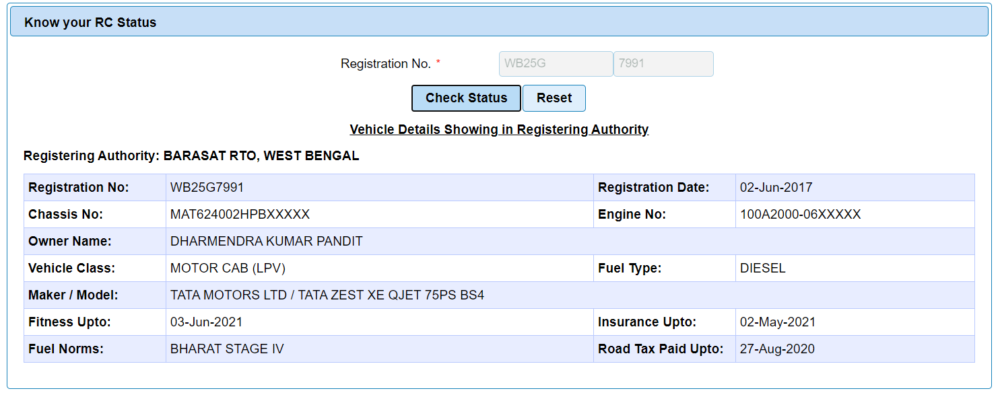 Know your RC Status
Registration No. * WB25G 7991
Check Status Reset
Vehicle Details Showing in Registering Authority
Registering Authority: BARASAT RTO, WEST BENGAL
Registration No: WB25G7991 Registration Date: 02-Jun-2017
Chassis No: MAT624002HPBXXXXX Engine No: 100A2000-06XXXXX
Owner Name: DHARMENDRA KUMAR PANDIT
Vehicle Class: MOTOR CAB (LPV) Fuel Type: DIESEL
Maker / Model: TATA MOTORS LTD / TATA ZEST XE QJET 75PS BS4
Fitness Upto: 03-Jun-2021 Insurance Upto: 02-May-2021
Fuel Norms: BHARAT STAGE IV Road Tax Paid Upto: 27-Aug-2020